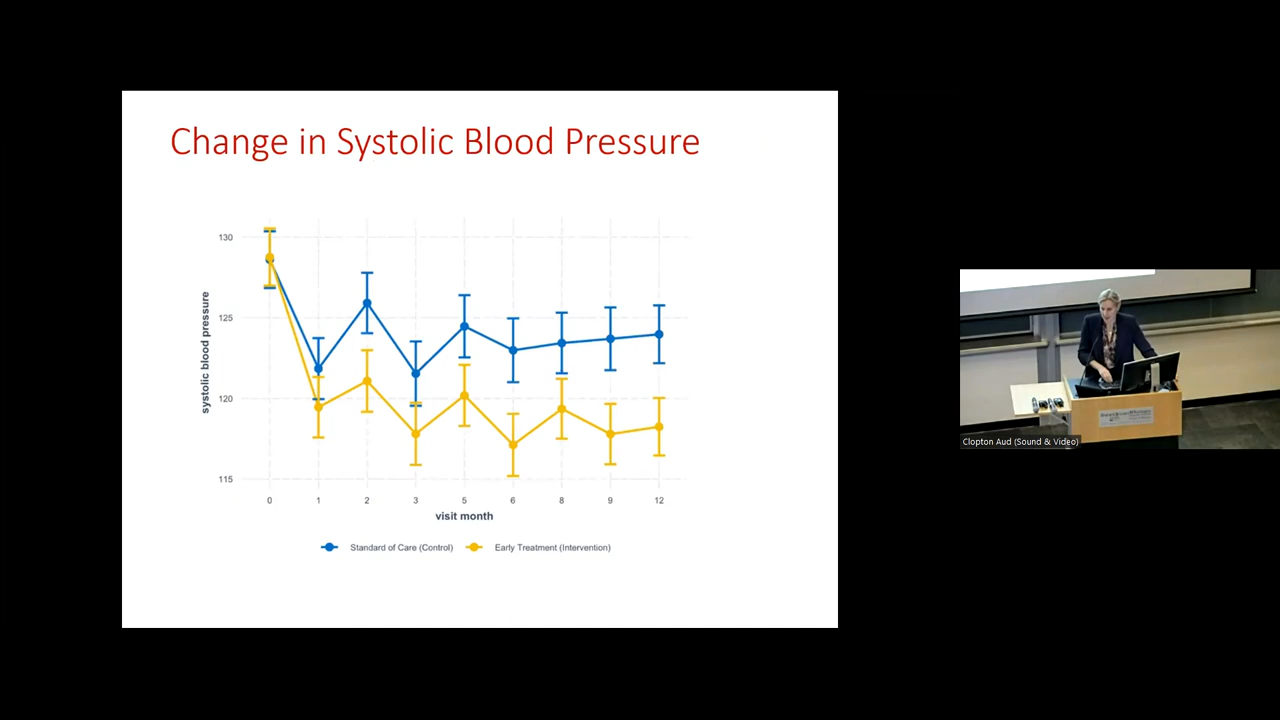 Change in Systolic Blood Pressure
systolic blood pressure
130
125
120
115
0 1 2 3 5 6 8 9 12
visit month
Standard of Care (Control) Early Treatment (Intervention)
Clopton Aud (Sound & Video)